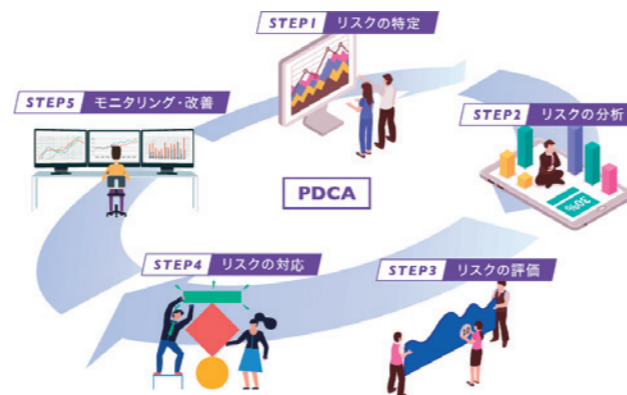 STEP1 リスクの特定
STEP2 リスクの分析
STEP3 リスクの評価
STEP4 リスクの対応
STEP5 モニタリング・改善
PDCA
30%